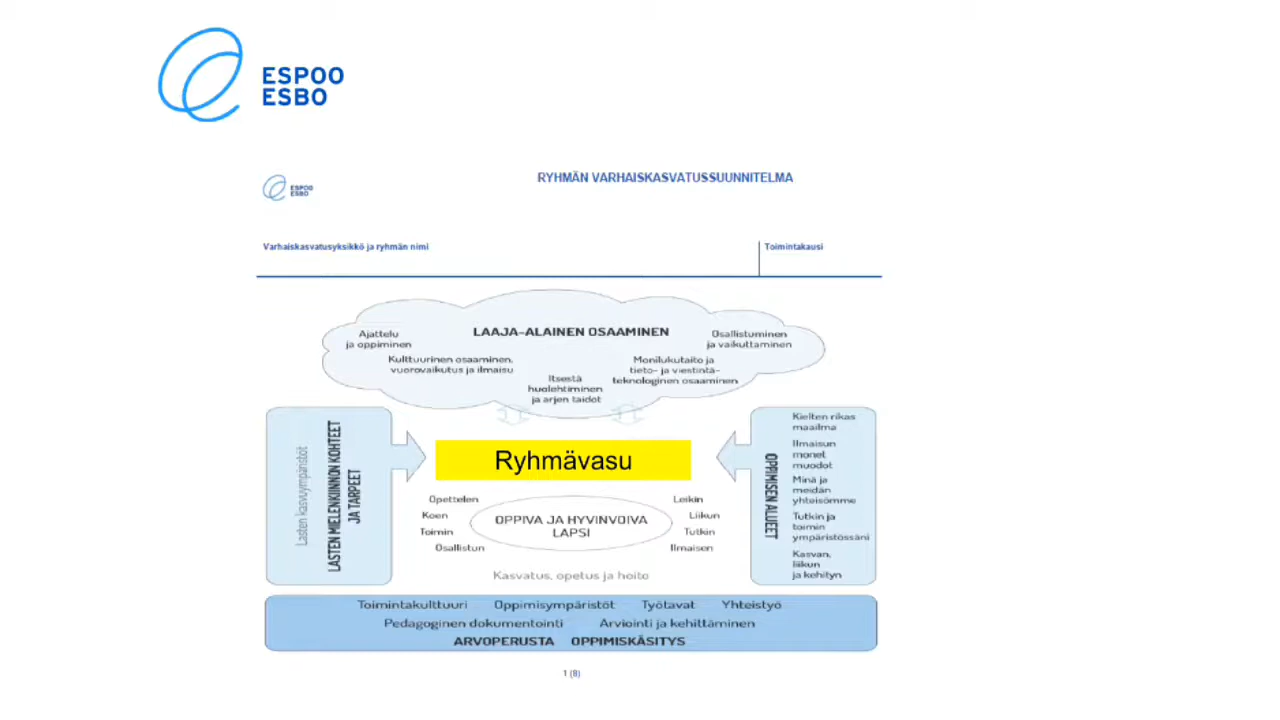 ESPOO
ESBO
ESPOO
ESBO
RYHMÄN VARHAISKASVATUSSUUNNITELMA
Varhaiskasvatusyksikkö ja ryhmän nimi
Toimintakausi
LAAJA-ALAINEN OSAAMINEN
Ajattelu
ja oppiminen
Kulttuurinen osaaminen,
vuorovaikutus ja ilmaisu
Itsestä
huolehtiminen
ja arjen taidot
Monilukutaito ja
tieto- ja viestintä-
teknologinen osaaminen
Osallistuminen
ja vaikuttaminen
Lasten kasvuympäristöt
LASTEN MIELENKIINNON KOHTEET
JA TARPEET
Ryhmävasu
Opettelen
Koen
Toimin
Osallistun
OPPIVA JA HYVINVOIVA
LAPSI
Leikin
Liikun
Tutkin
Ilmaisen
Kasvatus, opetus ja hoito
OPPIMISEN ALUEET
Kielten rikas
maailma
Ilmaisun
monet
muodot
Minä ja
meidän
yhteisömme
Tutkin ja
toimin
ympäristössäni
Kasvan,
liikun
ja kehityn
Toimintakulttuuri Oppimisympäristöt Työtavat Yhteistyö
Pedagoginen dokumentointi Arviointi ja kehittäminen
ARVOPERUSTA OPPIMISKÄSITYS
1 (8)